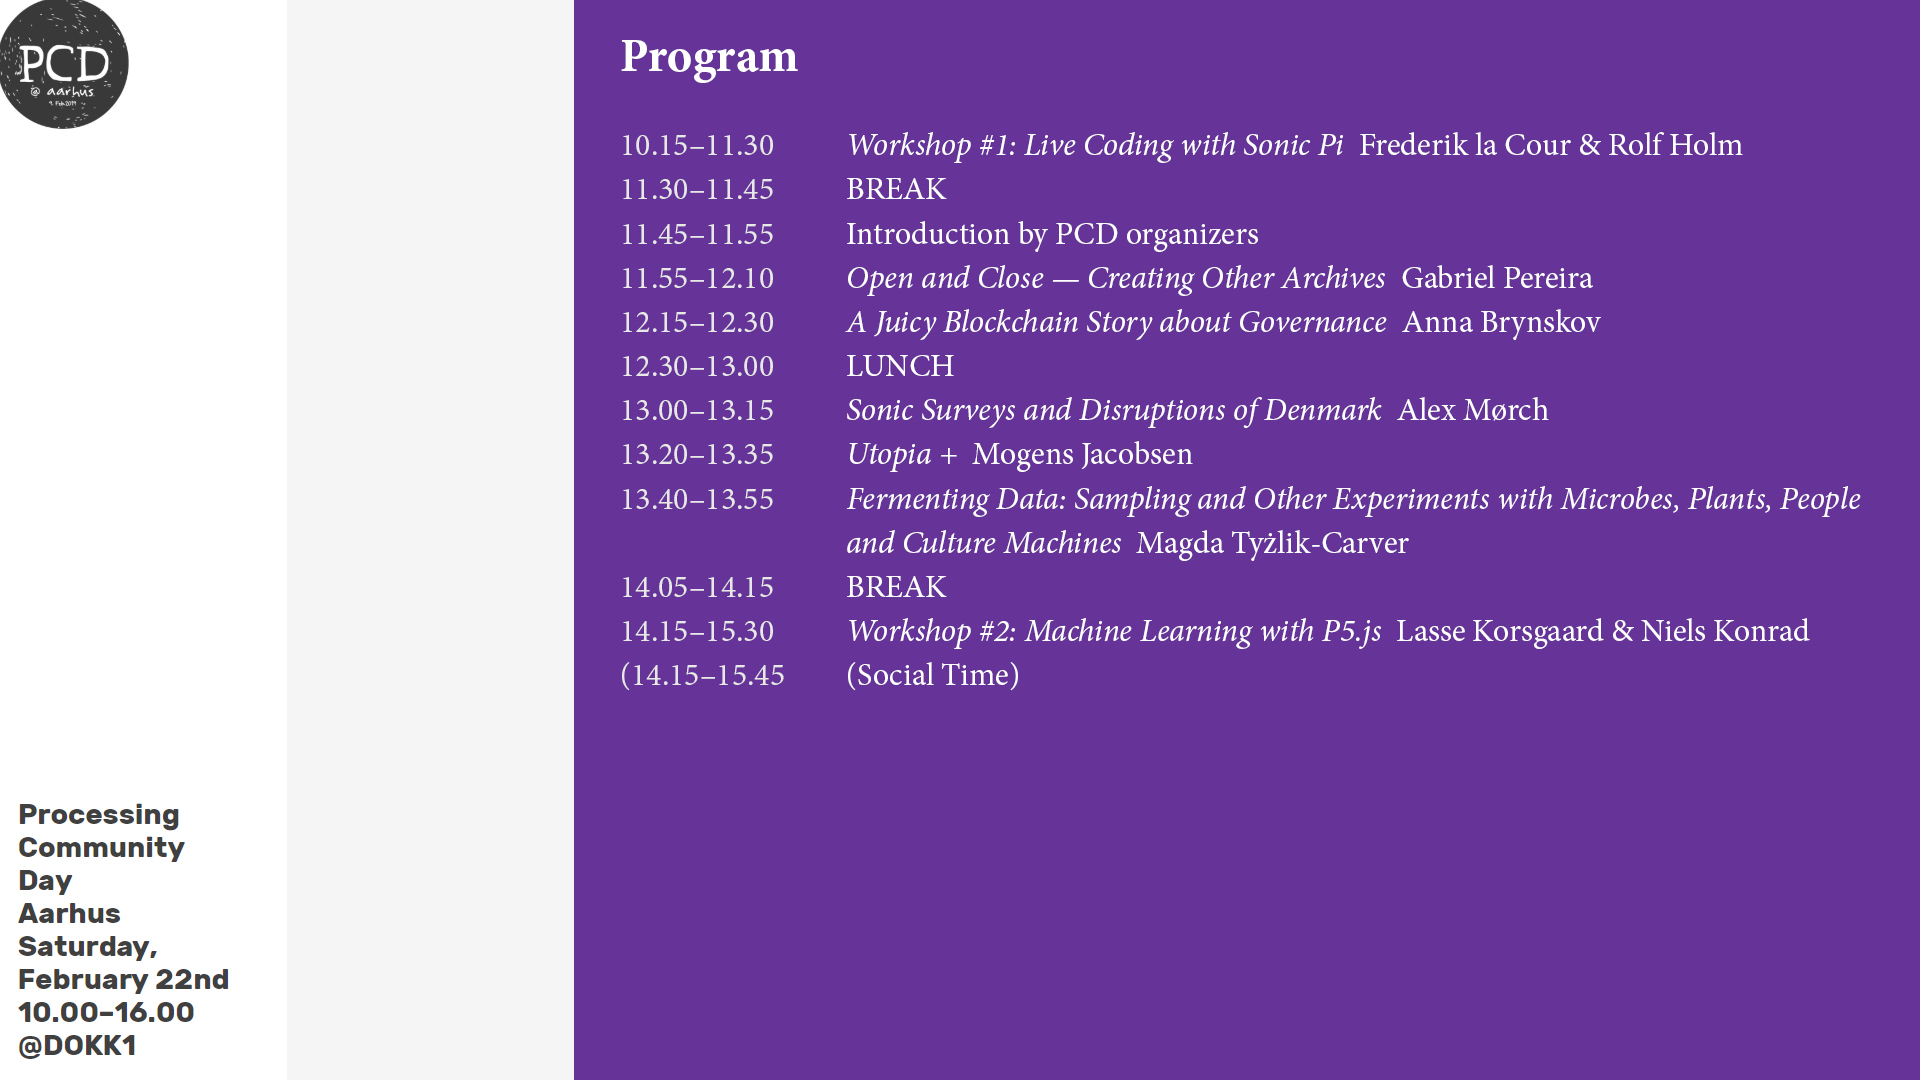 PCD
@ aarhus
9. Feb 2019
Processing
Community
Day
Aarhus
Saturday,
February 22nd
10.00–16.00
@DOKK1
Program
10.15–11.30 Workshop #1: Live Coding with Sonic Pi Frederik la Cour & Rolf Holm
11.30–11.45 BREAK
11.45–11.55 Introduction by PCD organizers
11.55–12.10 Open and Close — Creating Other Archives Gabriel Pereira
12.15–12.30 A Juicy Blockchain Story about Governance Anna Brynskov
12.30–13.00 LUNCH
13.00–13.15 Sonic Surveys and Disruptions of Denmark Alex Mørch
13.20–13.35 Utopia + Mogens Jacobsen
13.40–13.55 Fermenting Data: Sampling and Other Experiments with Microbes, Plants, People
and Culture Machines Magda Tyżlik-Carver
14.05–14.15 BREAK
14.15–15.30 Workshop #2: Machine Learning with P5.js Lasse Korsgaard & Niels Konrad
(14.15–15.45 (Social Time)